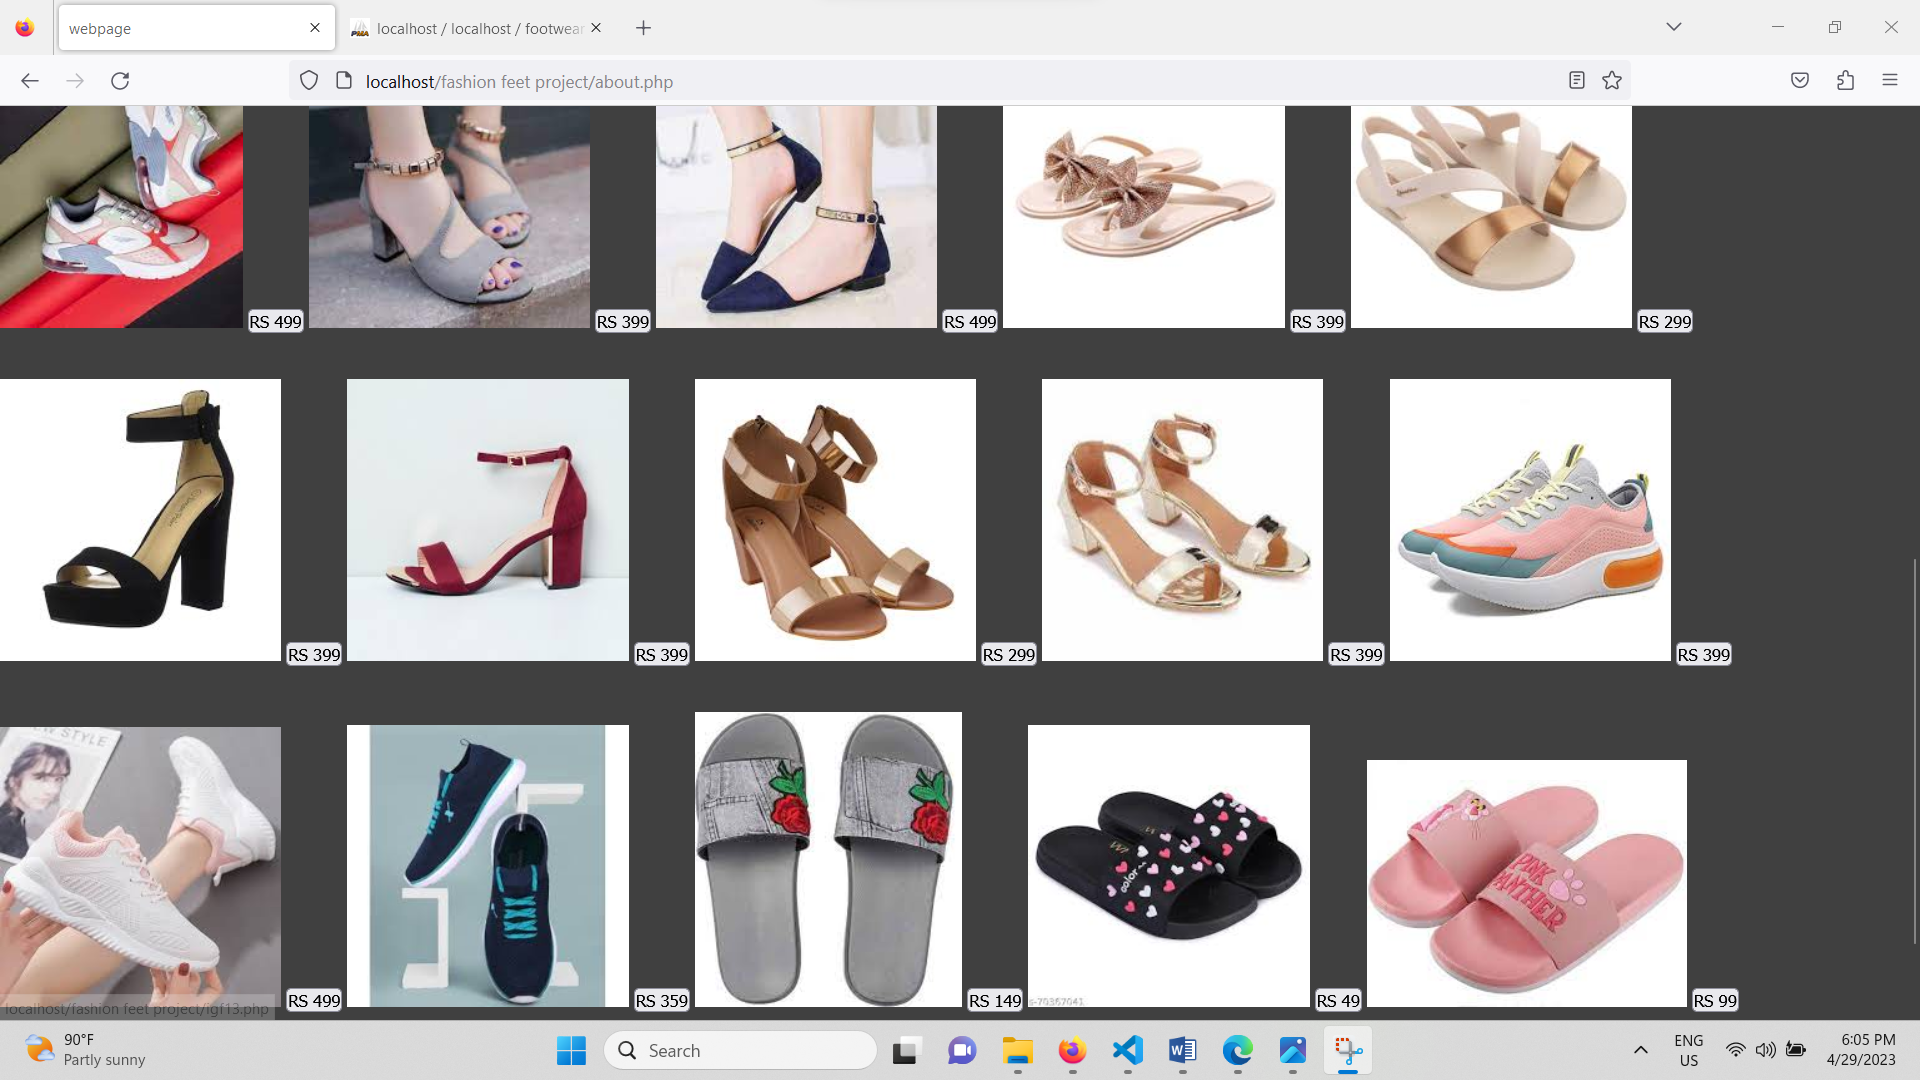 webpage
localhost / localhost / footwear
localhost/fashion feet project/about.php
RS 499
RS 399
RS 499
RS 399
RS 299
RS 399
RS 399
RS 299
RS 399
RS 399
STYLE
color
PINK
PANTHER
s-70357041
RS 499
RS 359
RS 149
RS 49
RS 99
localhost/fashion feet project/igf13.php
90°F
Partly sunny
Search
ENG
US
6:05 PM
4/29/2023